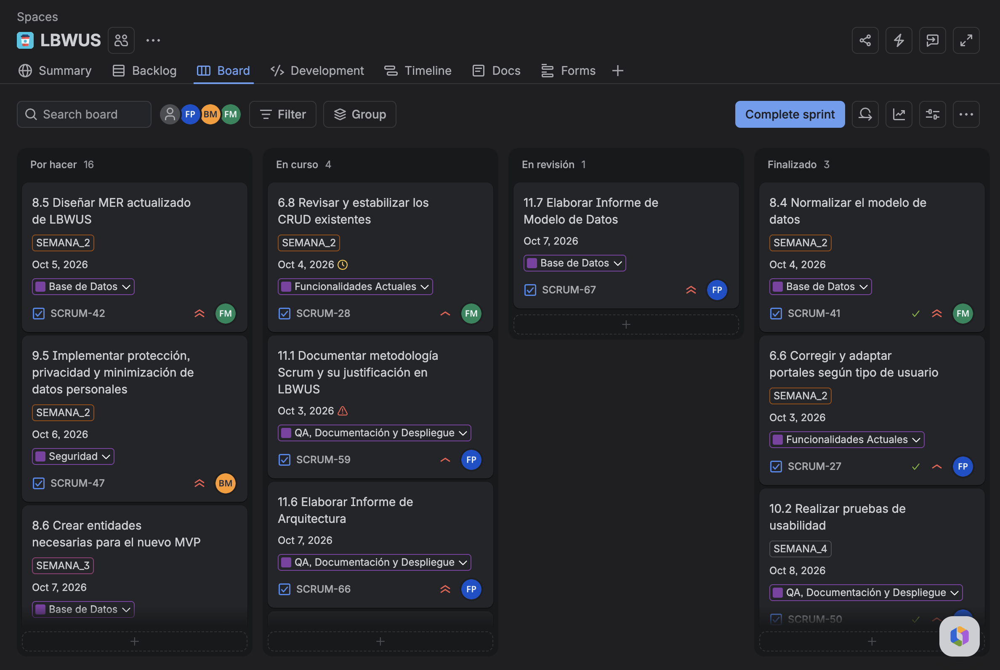 Spaces
LBWUS
Summary
Backlog
Board
Development
Timeline
Docs
Forms
Search board
FP
BM
FM
Filter
Group
Complete sprint
Por hacer 16
8.5 Diseñar MER actualizado
de LBWUS
SEMANA_2
Oct 5, 2026
Base de Datos
SCRUM-42
FM
9.5 Implementar protección,
privacidad y minimización de
datos personales
SEMANA_2
Oct 6, 2026
Seguridad
SCRUM-47
BM
8.6 Crear entidades
necesarias para el nuevo MVP
SEMANA_3
Oct 7, 2026
Base de Datos
En curso 4
6.8 Revisar y estabilizar los
CRUD existentes
SEMANA_2
Oct 4, 2026
Funcionalidades Actuales
SCRUM-28
FM
11.1 Documentar metodología
Scrum y su justificación en
LBWUS
Oct 3, 2026
QA, Documentación y Despliegue
SCRUM-59
FP
11.6 Elaborar Informe de
Arquitectura
Oct 7, 2026
QA, Documentación y Despliegue
SCRUM-66
FP
En revisión 1
11.7 Elaborar Informe de
Modelo de Datos
Oct 7, 2026
Base de Datos
SCRUM-67
FP
Finalizado 3
8.4 Normalizar el modelo de
datos
SEMANA_2
Oct 4, 2026
Base de Datos
SCRUM-41
FM
6.6 Corregir y adaptar
portales según tipo de usuario
SEMANA_2
Oct 3, 2026
Funcionalidades Actuales
SCRUM-27
FP
10.2 Realizar pruebas de
usabilidad
SEMANA_4
Oct 8, 2026
QA, Documentación y Despliegue
SCRUM-50